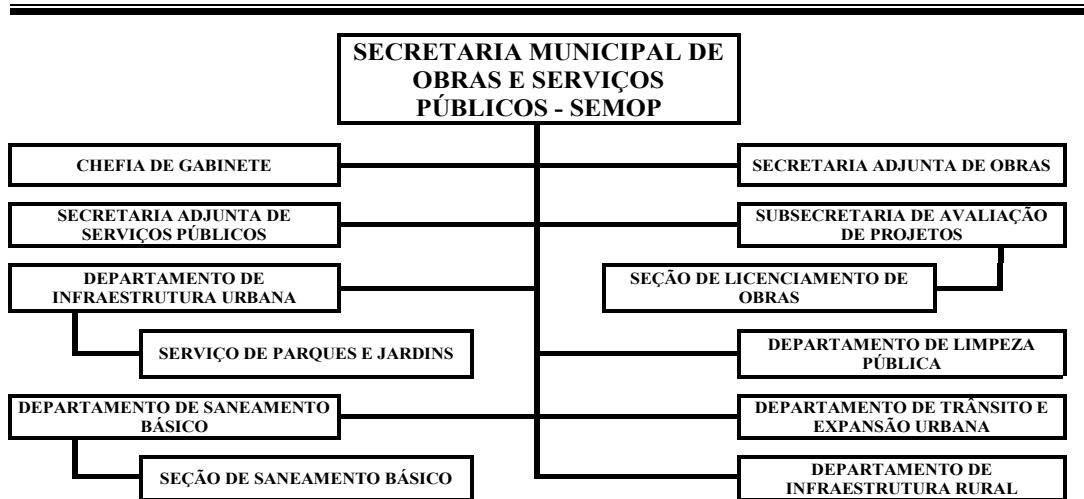 SECRETARIA MUNICIPAL DE
OBRAS E SERVIÇOS
PÚBLICOS - SEMOP
CHEFIA DE GABINETE
SECRETARIA ADJUNTA DE OBRAS
SECRETARIA ADJUNTA DE
SERVIÇOS PÚBLICOS
SUBSECRETARIA DE AVALIAÇÃO
DE PROJETOS
DEPARTAMENTO DE
INFRAESTRUTURA URBANA
SEÇÃO DE LICENCIAMENTO DE
OBRAS
SERVIÇO DE PARQUES E JARDINS
DEPARTAMENTO DE LIMPEZA
PÚBLICA
DEPARTAMENTO DE SANEAMENTO
BÁSICO
DEPARTAMENTO DE TRÂNSITO E
EXPANSÃO URBANA
SEÇÃO DE SANEAMENTO BÁSICO
DEPARTAMENTO DE
INFRAESTRUTURA RURAL